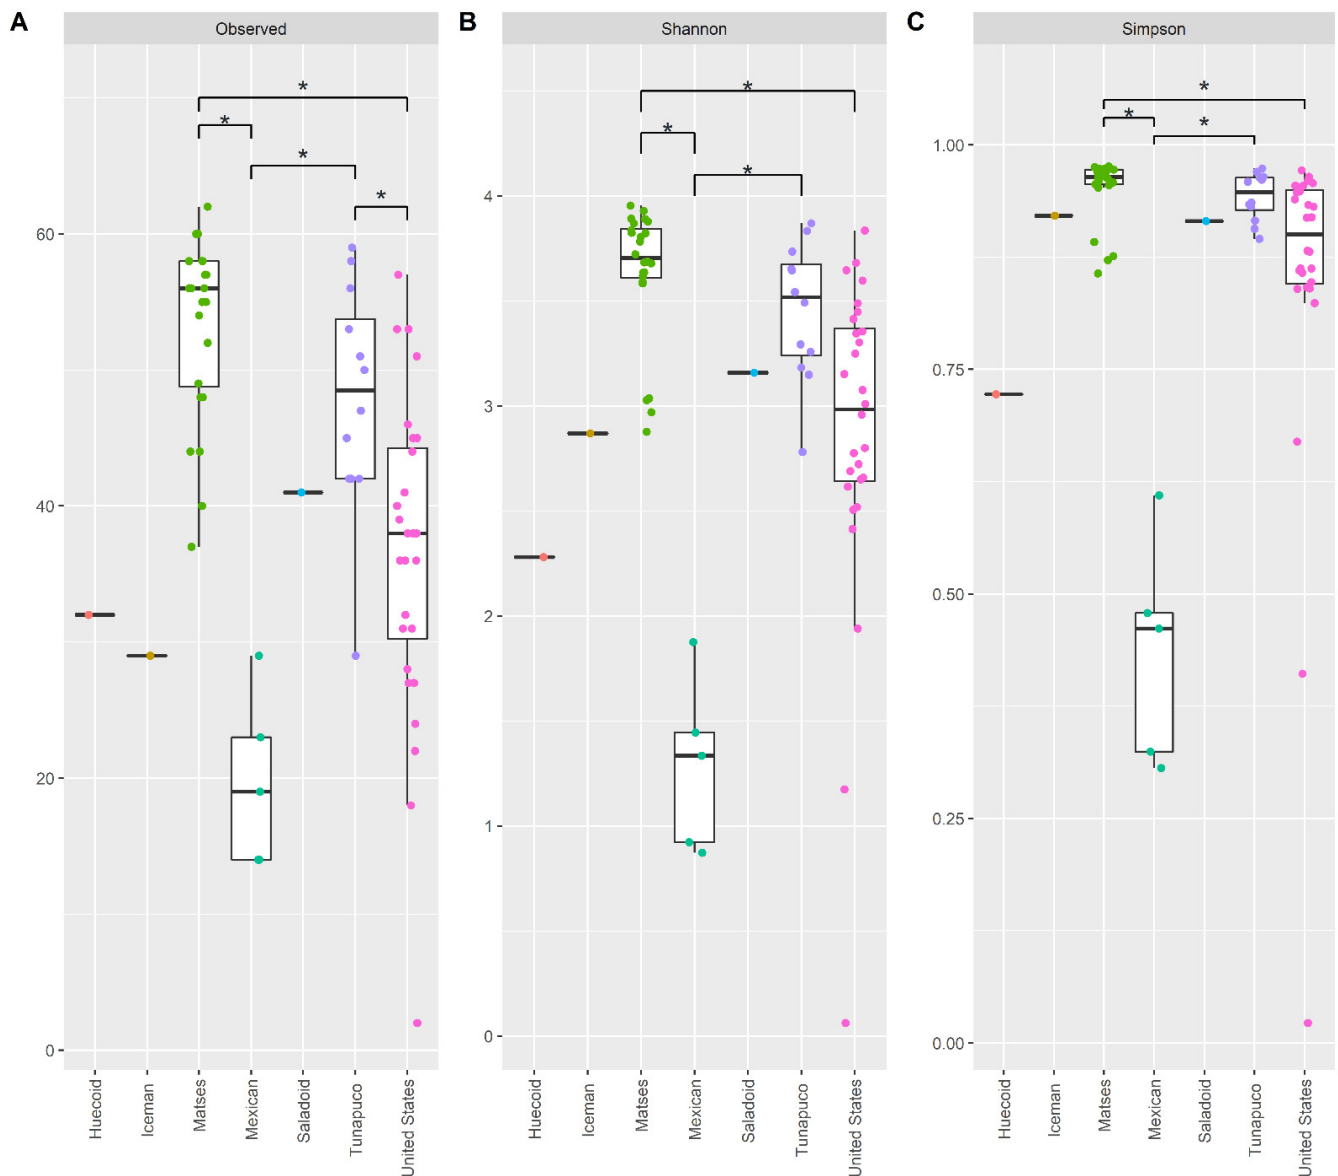 A
Observed
B
Shannon
C
Simpson
*
*
*
*
60
40
20
0
Huecoid
Iceman
Matses
Mexican
Saladoid
Tunapuco
United States
*
*
*
4
3
2
1
0
Huecoid
Iceman
Matses
Mexican
Saladoid
Tunapuco
United States
*
*
*
1.00
0.75
0.50
0.25
0.00
Huecoid
Iceman
Matses
Mexican
Saladoid
Tunapuco
United States